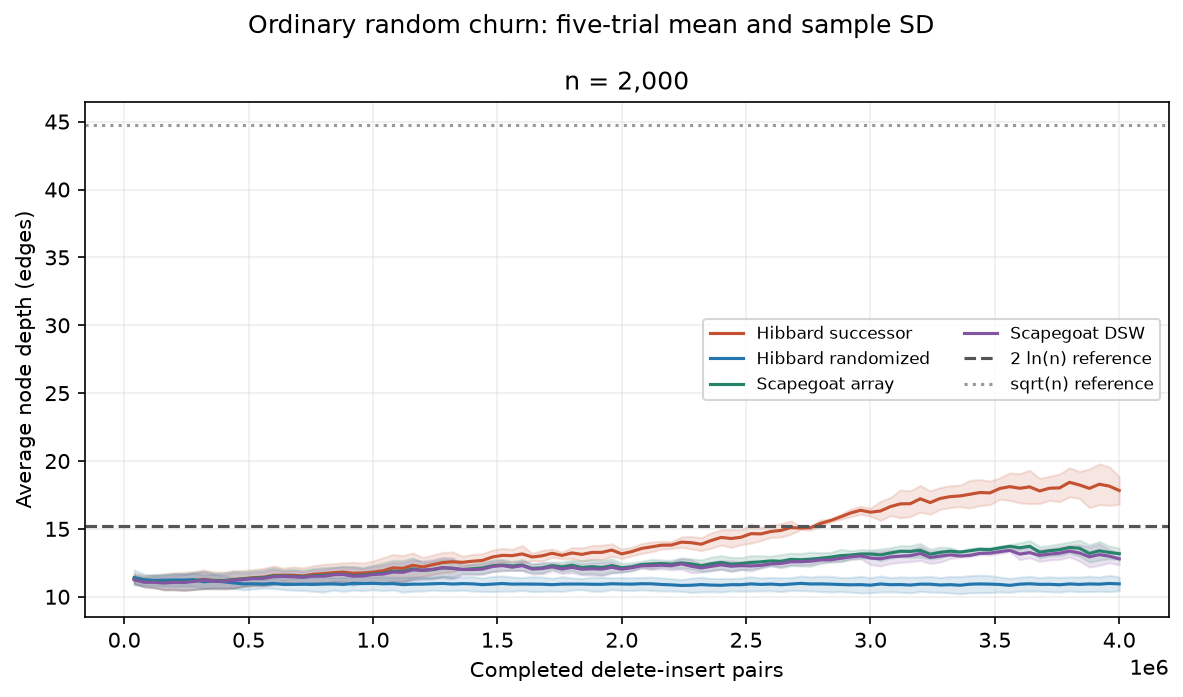 Ordinary random churn: five-trial mean and sample SD
n = 2,000
Average node depth (edges)
45
40
35
30
25
20
15
10
Hibbard successor
Hibbard randomized
Scapegoat array
Scapegoat DSW
2 ln(n) reference
sqrt(n) reference
0.0 0.5 1.0 1.5 2.0 2.5 3.0 3.5 4.0
1e6
Completed delete-insert pairs